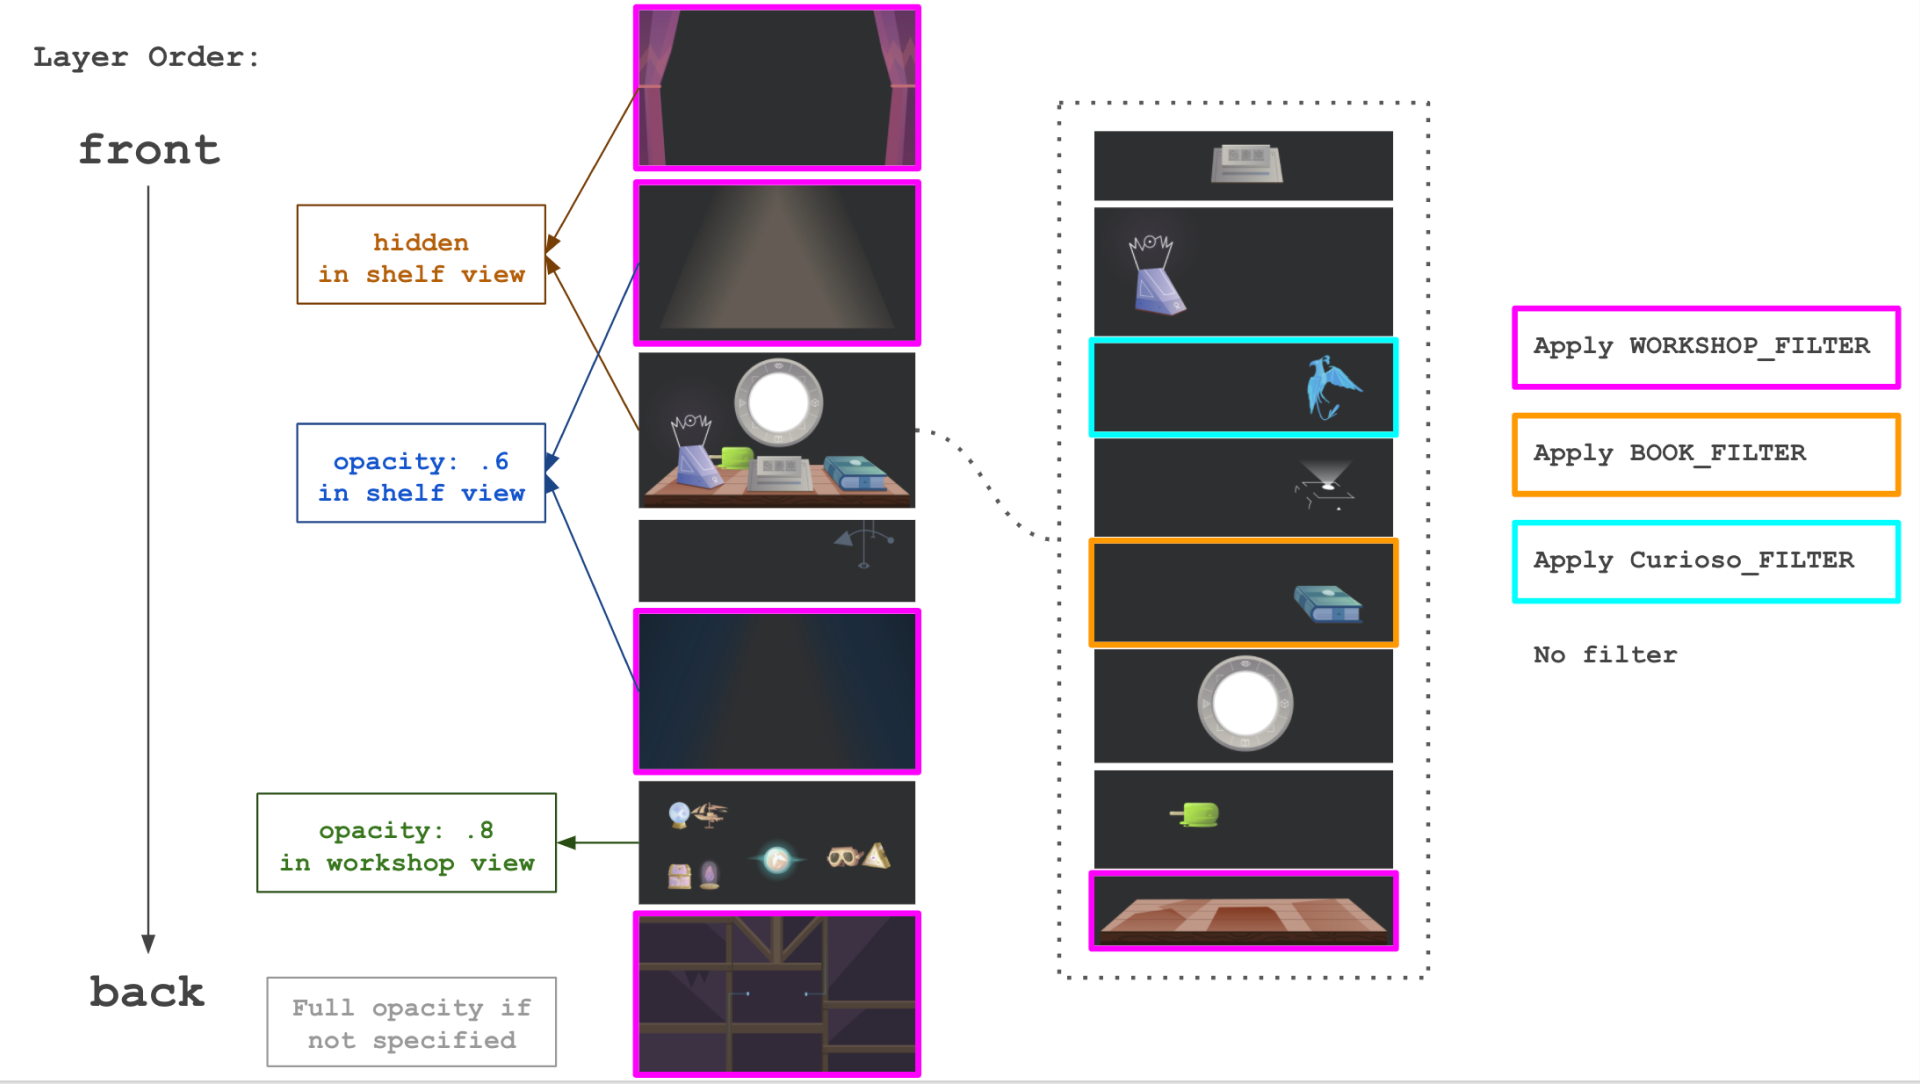 Layer Order:
front
hidden
in shelf view
opacity: .6
in shelf view
opacity: .8
in workshop view
back
Full opacity if
not specified
Apply WORKSHOP_FILTER
Apply BOOK_FILTER
Apply Curioso_FILTER
No filter